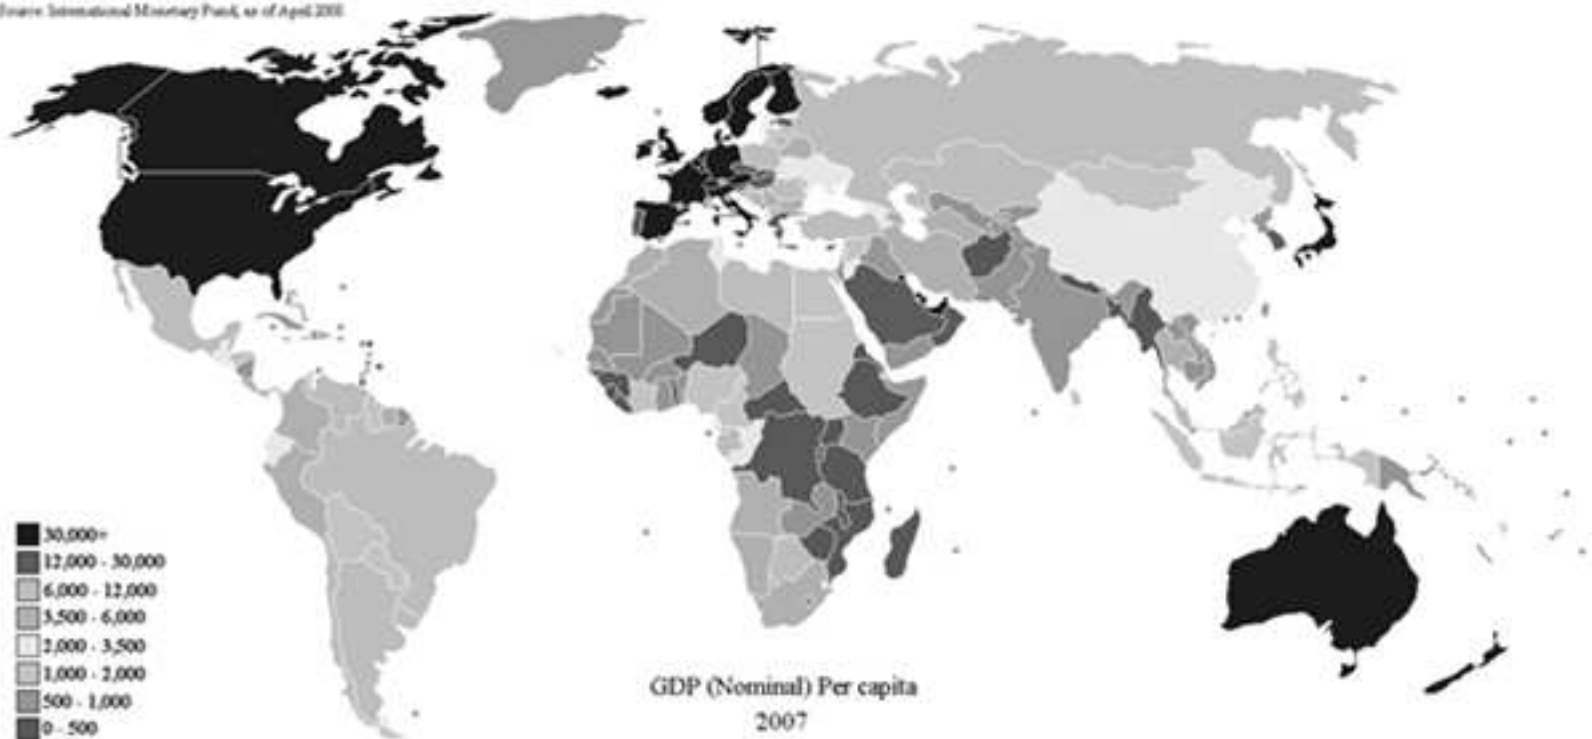 Source: International Monetary Fund, as of April 2008
30,000+
12,000 - 30,000
6,000 - 12,000
3,500 - 6,000
2,000 - 3,500
1,000 - 2,000
500 - 1,000
0 - 500
GDP (Nominal) Per capita
2007